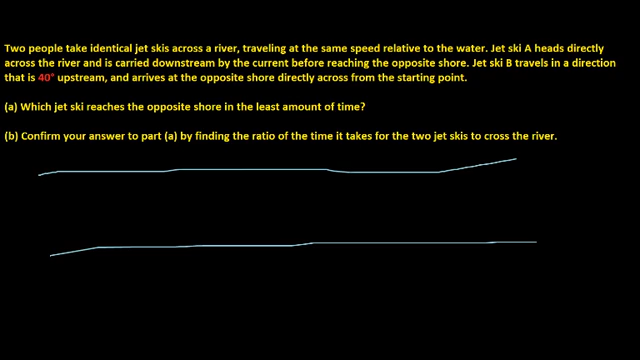 Two people take identical jet skis across a river, traveling at the same speed relative to the water. Jet ski A heads directly
across the river and is carried downstream by the current before reaching the opposite shore. Jet ski B travels in a direction
that is 40° upstream, and arrives at the opposite shore directly across from the starting point.
(a) Which jet ski reaches the opposite shore in the least amount of time?
(b) Confirm your answer to part (a) by finding the ratio of the time it takes for the two jet skis to cross the river.